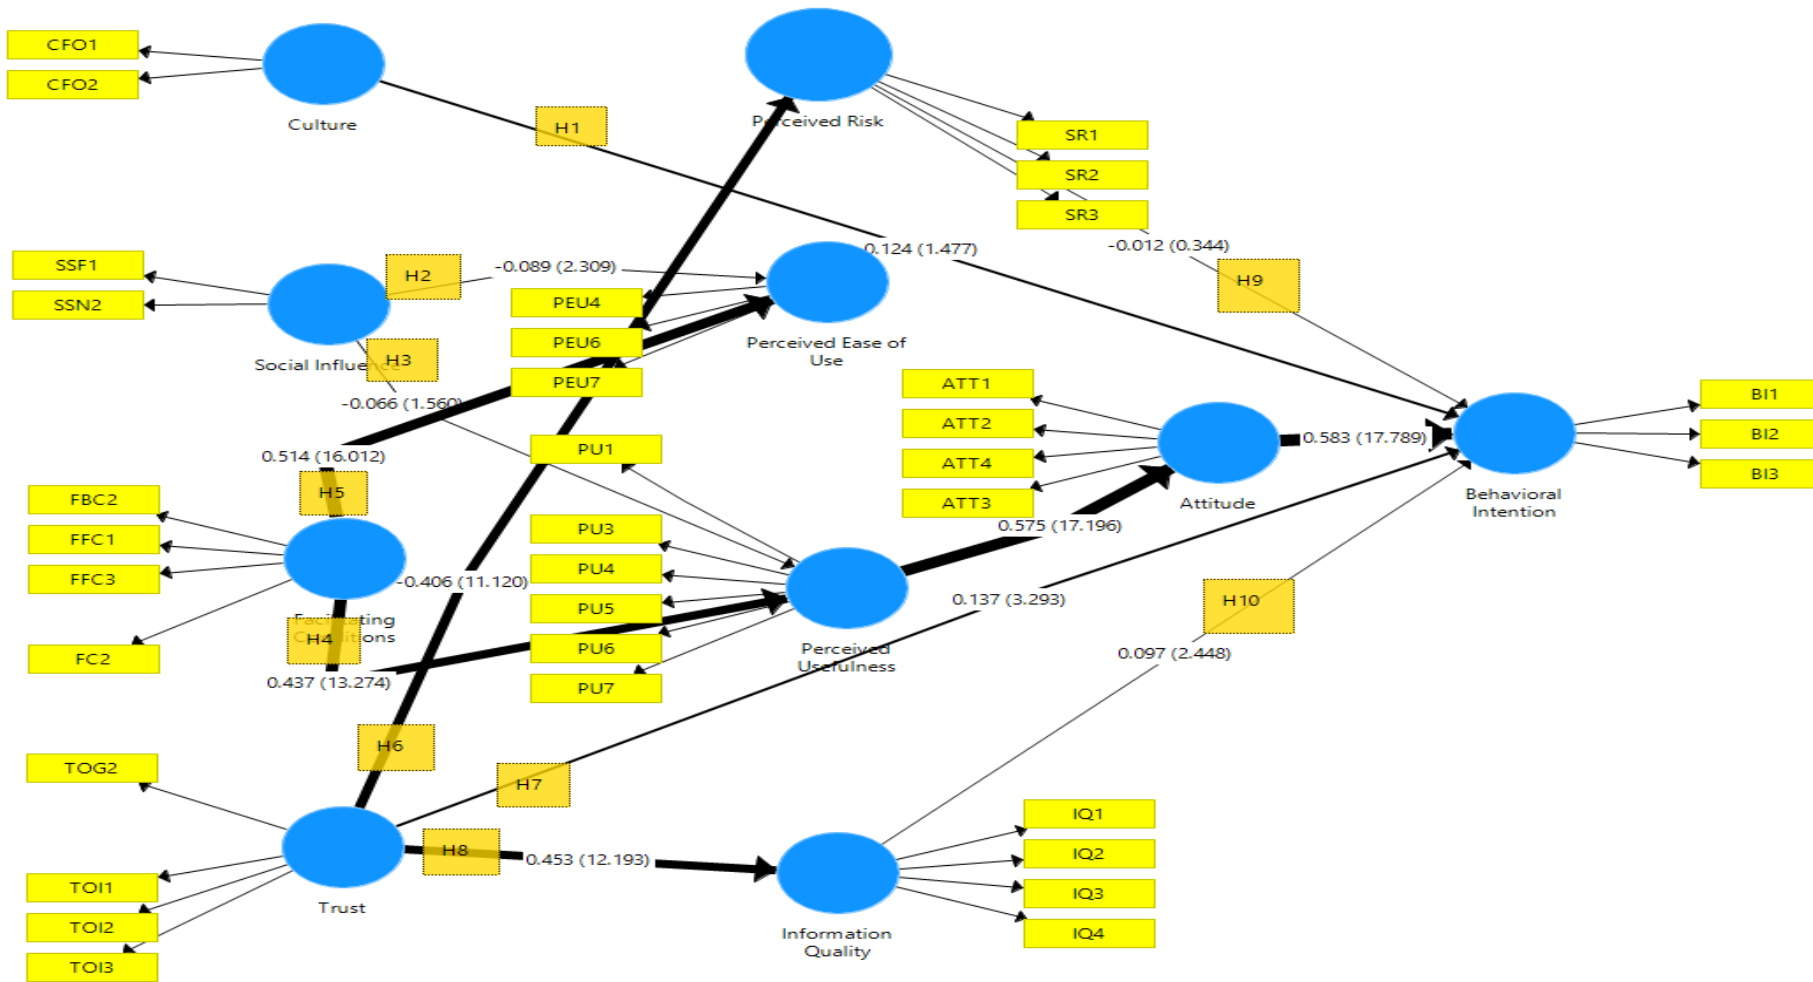 CFO1
CFO2
Culture
H1
Perceived Risk
SR1
SR2
SR3
0.124 (1.477)
-0.012 (0.344)
H9
SSF1
SSN2
Social Influence
H2
-0.089 (2.309)
H3
-0.066 (1.560)
PEU4
PEU6
PEU7
Perceived Ease of
Use
ATT1
ATT2
ATT4
ATT3
Attitude
0.583 (17.789)
Behavioral
Intention
BI1
BI2
BI3
0.514 (16.012)
H5
FBC2
FFC1
FFC3
FC2
Facilitating
Conditions
H4
0.437 (13.274)
-0.406 (11.120)
PU1
PU3
PU4
PU5
PU6
PU7
Perceived
Usefulness
0.575 (17.196)
0.137 (3.293)
H10
0.097 (2.448)
H6
H7
TOG2
TOI1
TOI2
TOI3
Trust
H8
0.453 (12.193)
Information
Quality
IQ1
IQ2
IQ3
IQ4